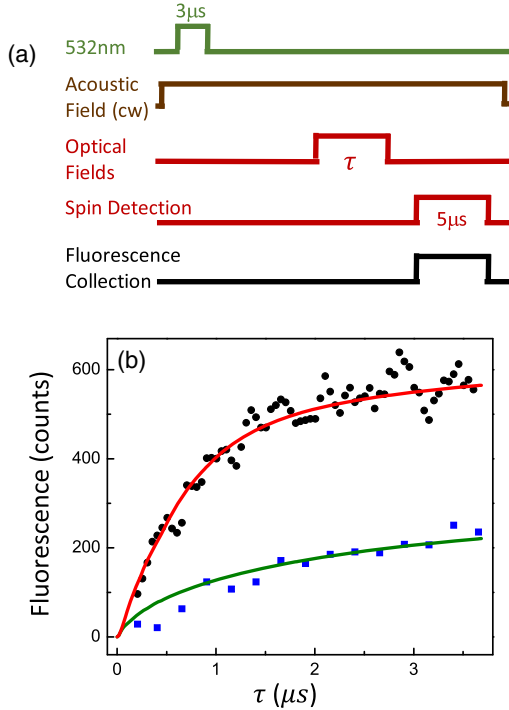 3μs
532nm
(a)
Acoustic
Field (cw)
Optical
Fields
τ
Spin Detection
5μs
Fluorescence
Collection
(b)
600
400
200
0
Fluorescence (counts)
0 1 2 3
τ (μs)